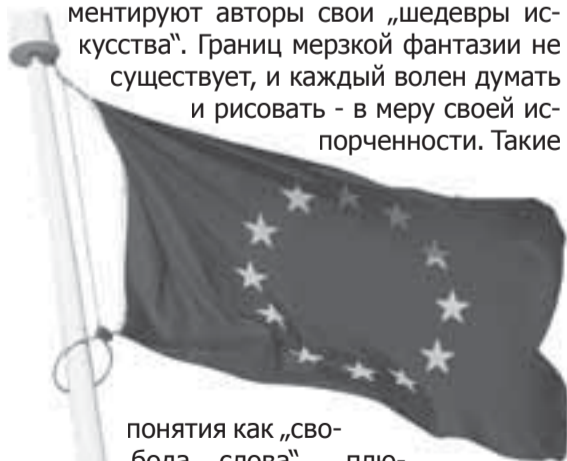 ментируют авторы свои „шедевры ис-
кусства“. Границ мерзкой фантазии не
существует, и каждый волен думать
и рисовать - в меру своей ис-
порченности. Такие
понятия как „сво-
бода слова“, плю-